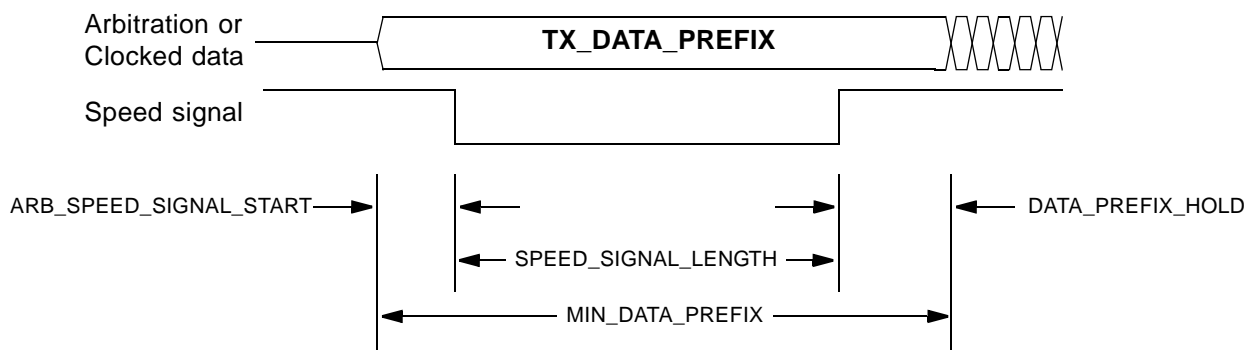 Arbitration or
Clocked data
TX_DATA_PREFIX
Speed signal
ARB_SPEED_SIGNAL_START
DATA_PREFIX_HOLD
SPEED_SIGNAL_LENGTH
MIN_DATA_PREFIX